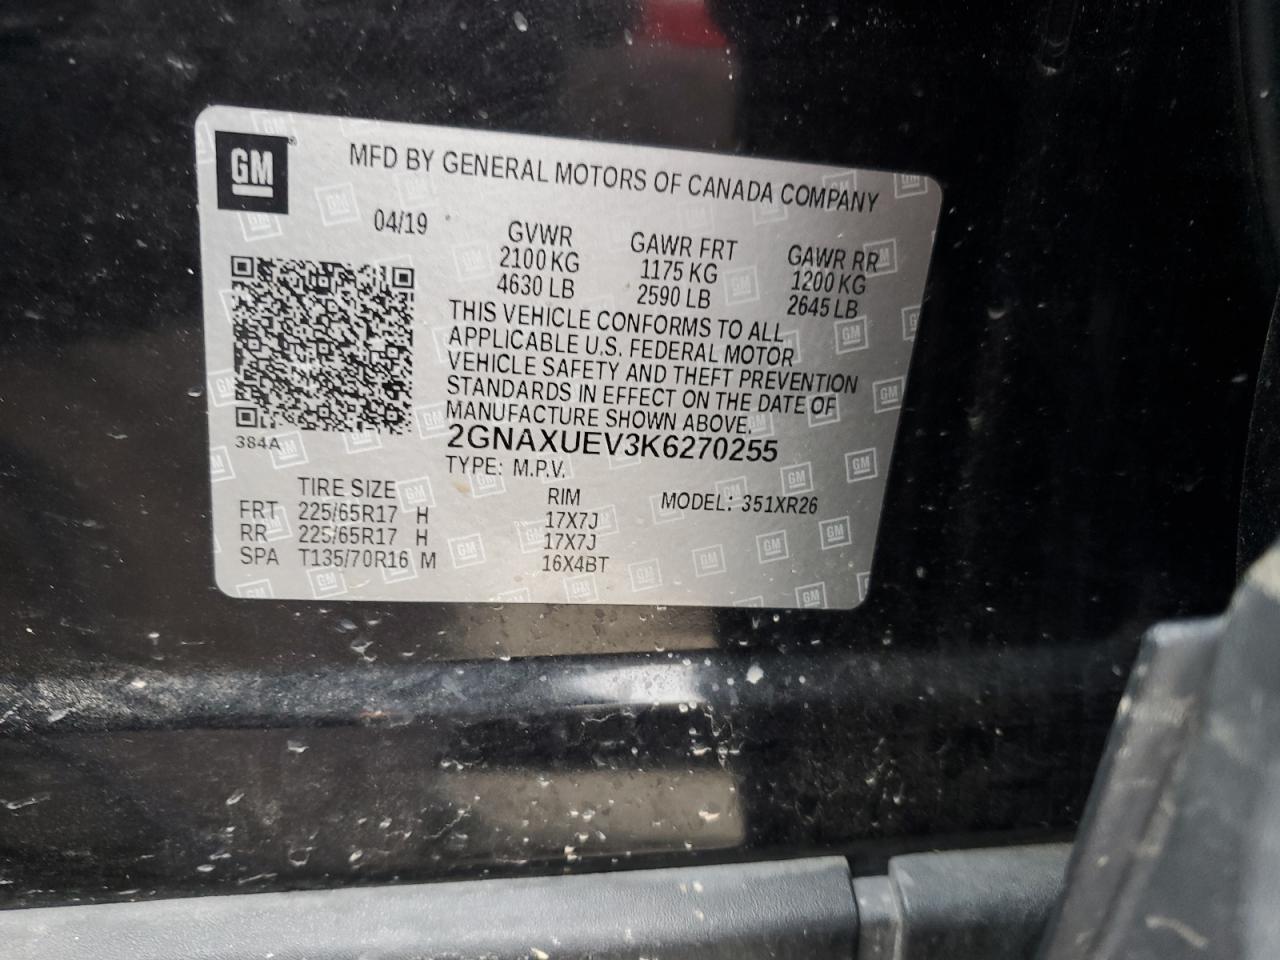 GM
MFD BY GENERAL MOTORS OF CANADA COMPANY
04/19
GVWR GAWR FRT GAWR RR
2100 KG 1175 KG 1200 KG
4630 LB 2590 LB 2645 LB
THIS VEHICLE CONFORMS TO ALL
APPLICABLE U.S. FEDERAL MOTOR
VEHICLE SAFETY AND THEFT PREVENTION
STANDARDS IN EFFECT ON THE DATE OF
MANUFACTURE SHOWN ABOVE.
384A
2GNAXUEV3K6270255
TYPE: M.P.V.
TIRE SIZE RIM MODEL: 351XR26
FRT 225/65R17 H 17X7J
RR 225/65R17 H 17X7J
SPA T135/70R16 M 16X4BT